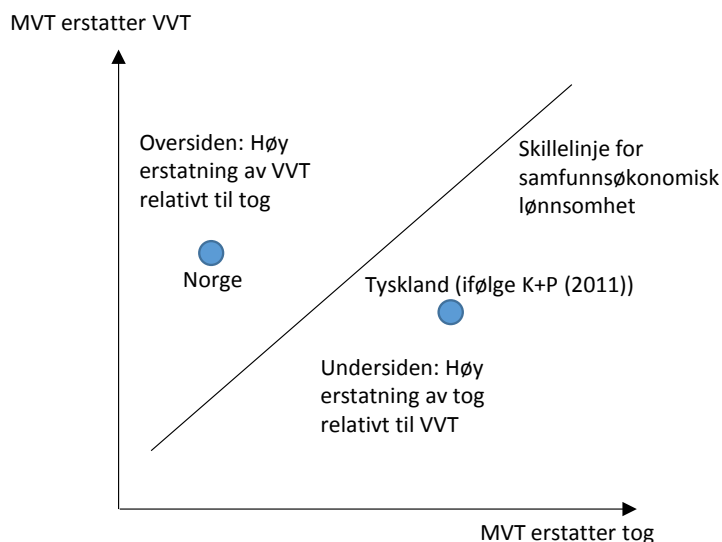 MVT erstatter VVT
Oversiden: Høy
erstatning av VVT
relativt til tog
Skillelinje for
samfunnsøkonomisk
lønnsomhet
Norge
Tyskland (ifølge K+P (2011))
Undersiden: Høy
erstatning av tog
relativt til VVT
MVT erstatter tog